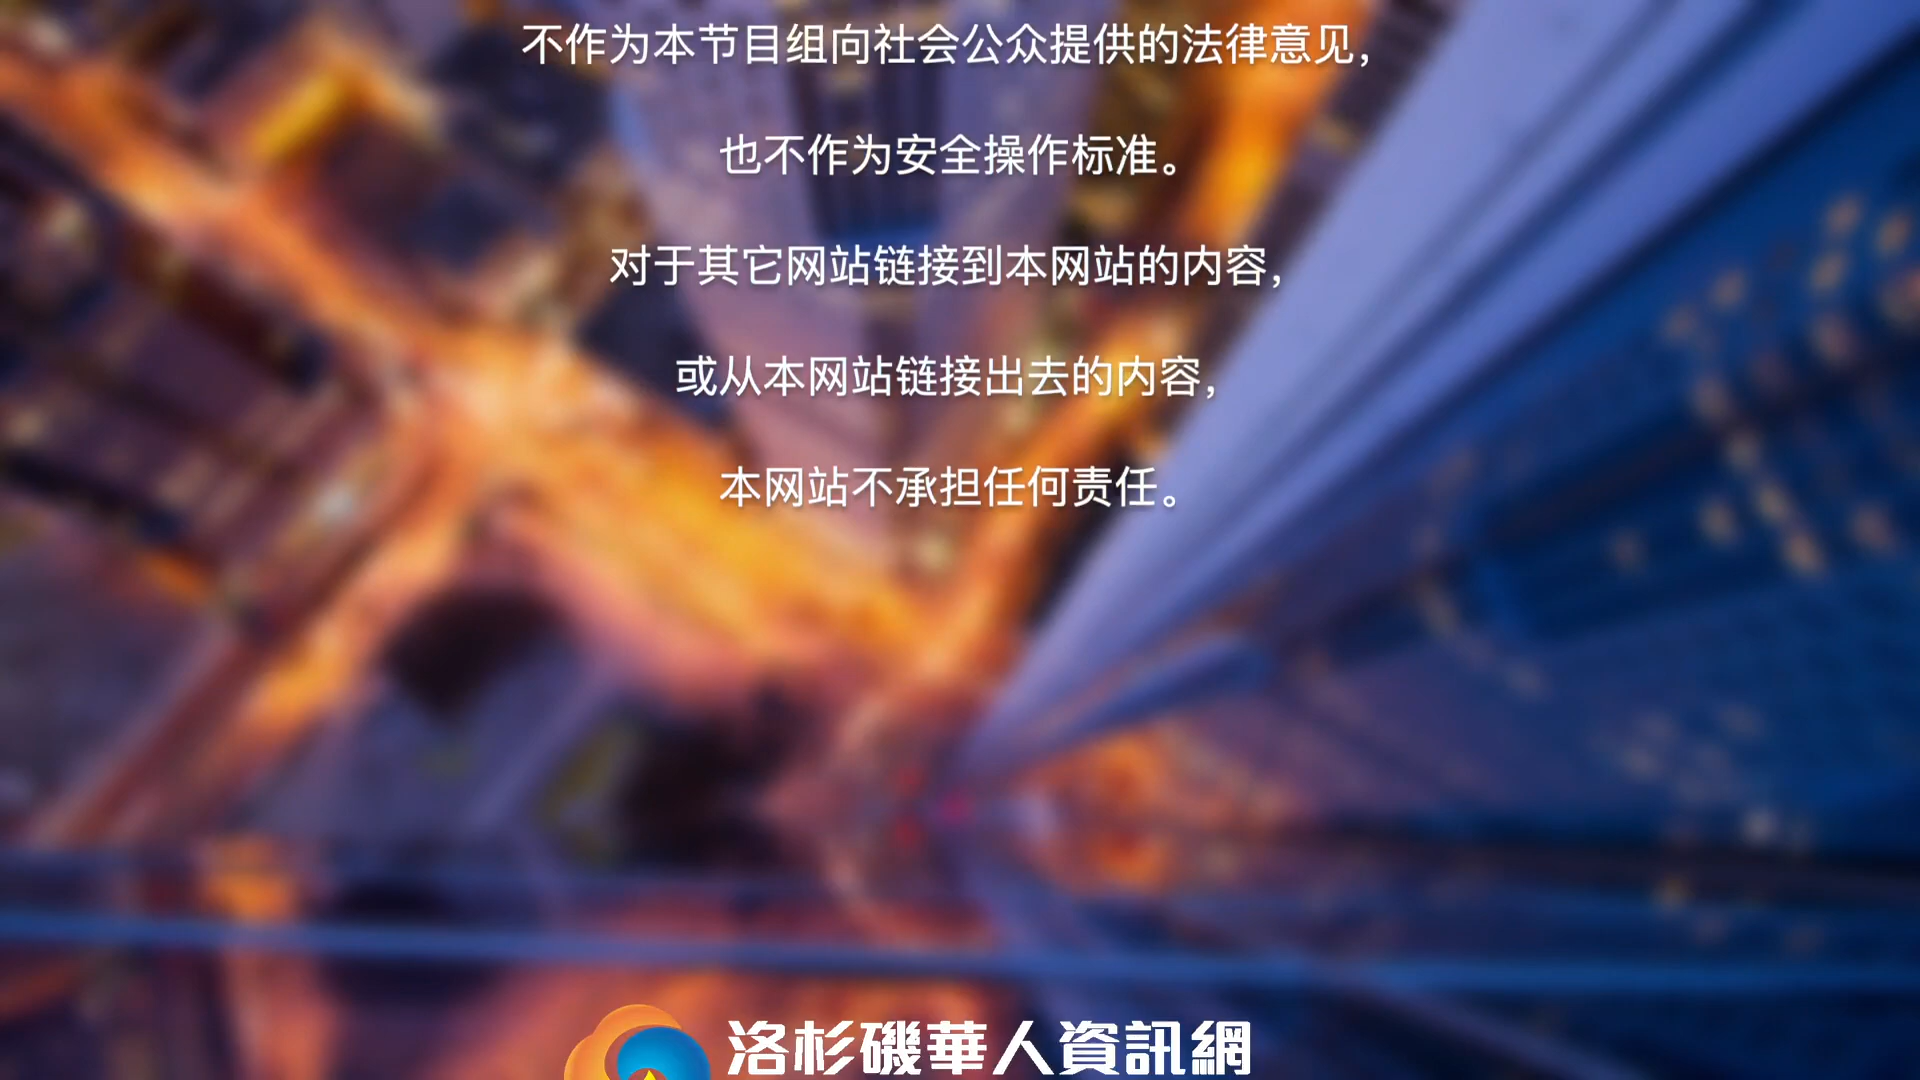 不作为本节目组向社会公众提供的法律意见，
也不作为安全操作标准。
对于其它网站链接到本网站的内容，
或从本网站链接出去的内容，
本网站不承担任何责任。
洛杉磯華人資訊網